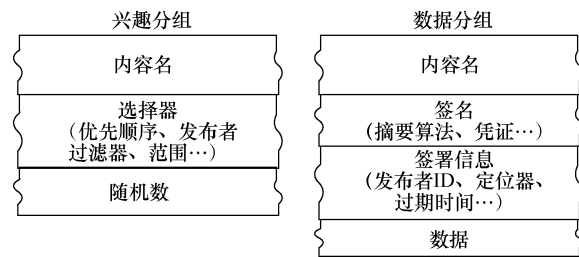 兴趣分组
内容名
选择器
(优先顺序、发布者
过滤器、范围…)
随机数
数据分组
内容名
签名
(摘要算法、凭证…)
签署信息
(发布者ID、定位器、
过期时间…)
数据